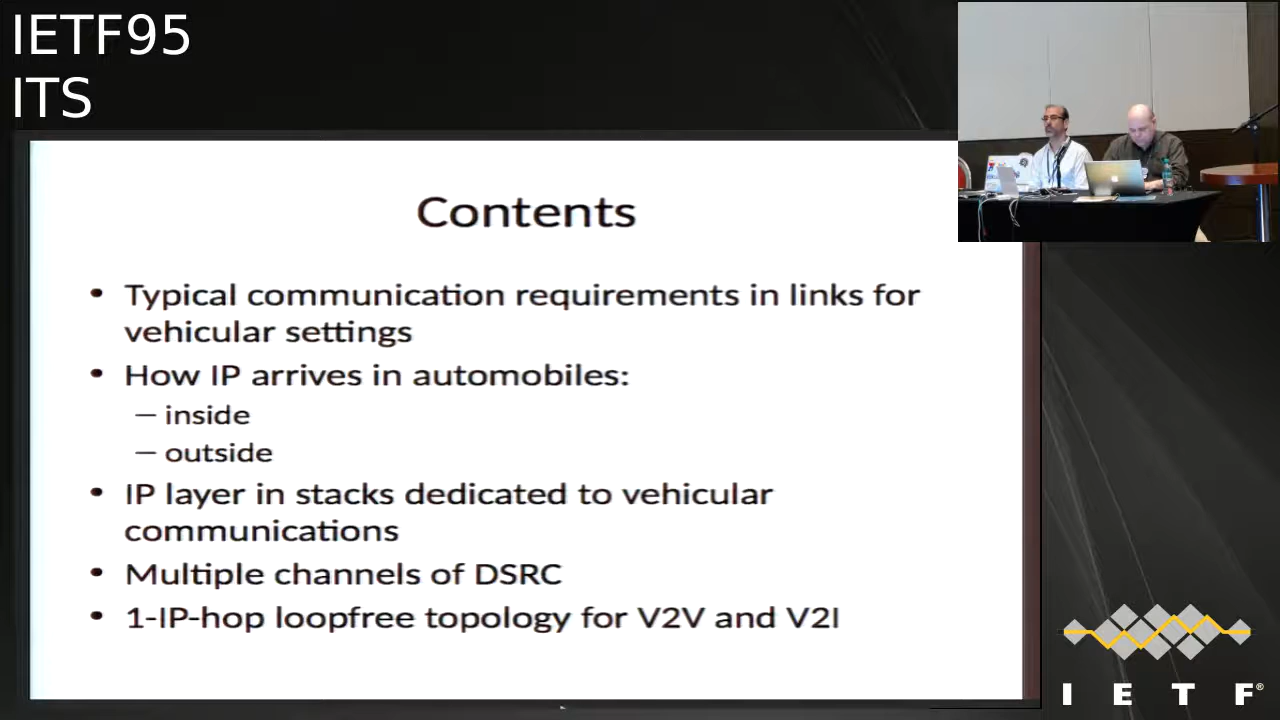 IETF95
ITS
Contents
• Typical communication requirements in links for
vehicular settings
• How IP arrives in automobiles:
– inside
– outside
• IP layer in stacks dedicated to vehicular
communications
• Multiple channels of DSRC
• 1-IP-hop loopfree topology for V2V and V2I
I E T F®